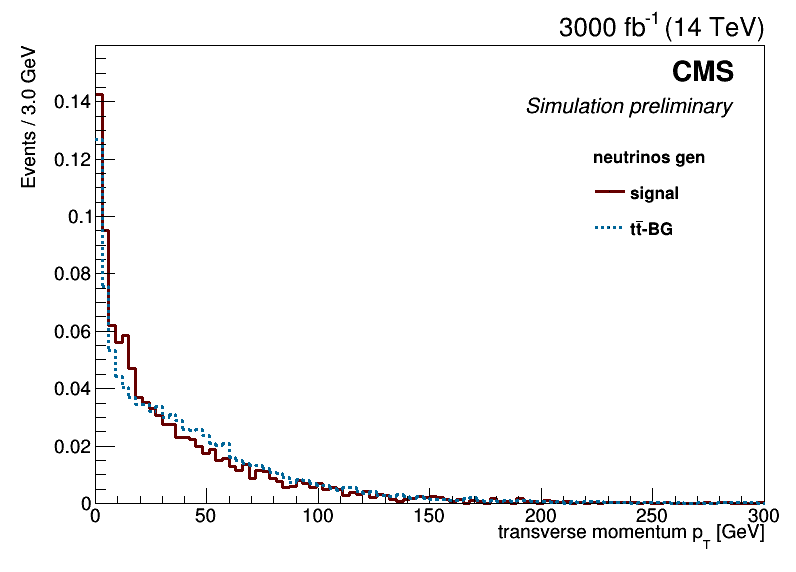 3000 fb⁻¹ (14 TeV)
CMS
Simulation preliminary
neutrinos gen
signal
tt̄-BG
Events / 3.0 GeV
0.14
0.12
0.1
0.08
0.06
0.04
0.02
0
0 50 100 150 200 250 300
transverse momentum p_T [GeV]